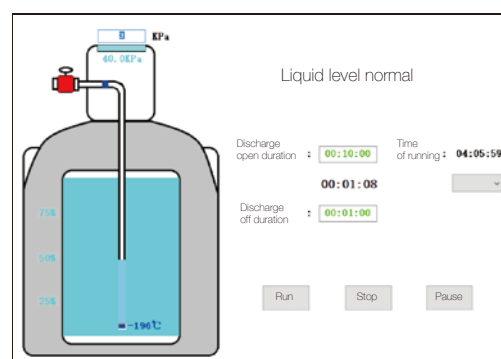 KPa
40.0KPa
Liquid level normal
Discharge
open duration : 00:10:00
Time
of running : 04:05:59
00:01:08
Discharge
off duration : 00:01:00
75%
50%
25%
-196℃
Run
Stop
Pause